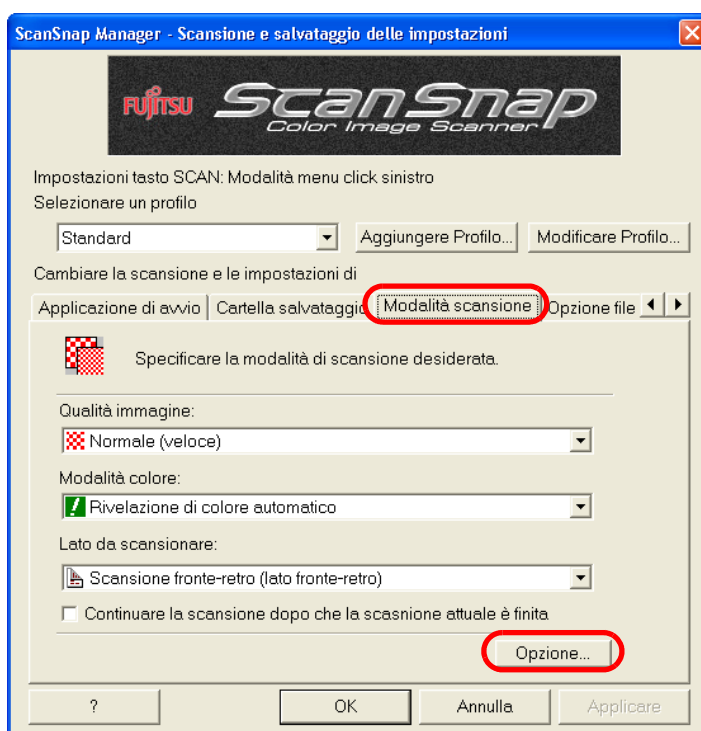 ScanSnap Manager - Scansione e salvataggio delle impostazioni
FUJITSU ScanSnap
Color Image Scanner
Impostazioni tasto SCAN: Modalità menu click sinistro
Selezionare un profilo
Standard Aggiungere Profilo... Modificare Profilo...
Cambiare la scansione e le impostazioni di
Applicazione di avvio Cartella salvataggio Modalità scansione Opzione file
Specificare la modalità di scansione desiderata.
Qualità immagine:
Normale (veloce)
Modalità colore:
Rivelazione di colore automatico
Lato da scansionare:
Scansione fronte-retro (lato fronte-retro)
Continuare la scansione dopo che la scasnione attuale è finita
Opzione...
? OK Annulla Applicare